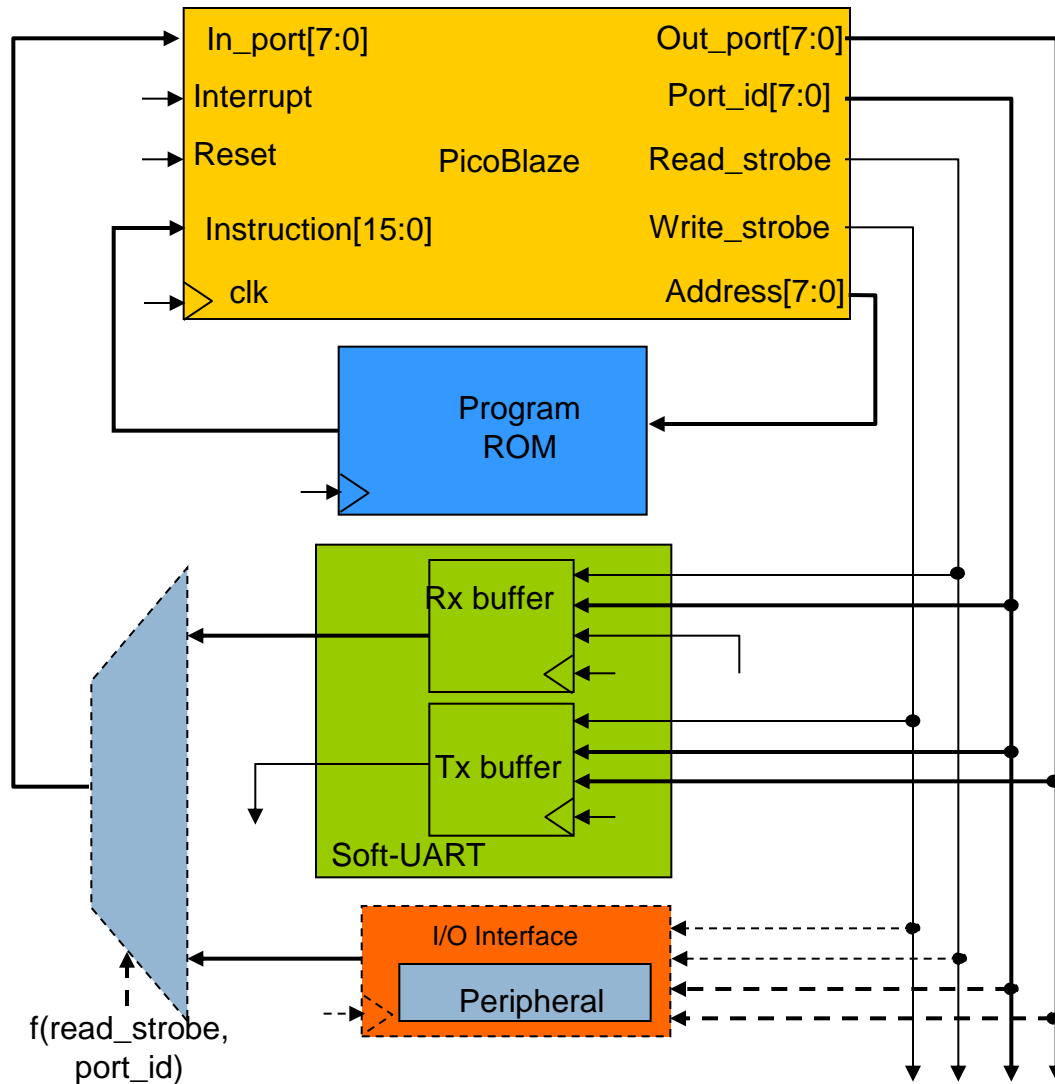 In_port[7:0]
Out_port[7:0]
Interrupt
Port_id[7:0]
Reset
PicoBlaze
Read_strobe
Instruction[15:0]
Write_strobe
clk
Address[7:0]
Program
ROM
Rx buffer
Tx buffer
Soft-UART
I/O Interface
Peripheral
f(read_strobe,
port_id)